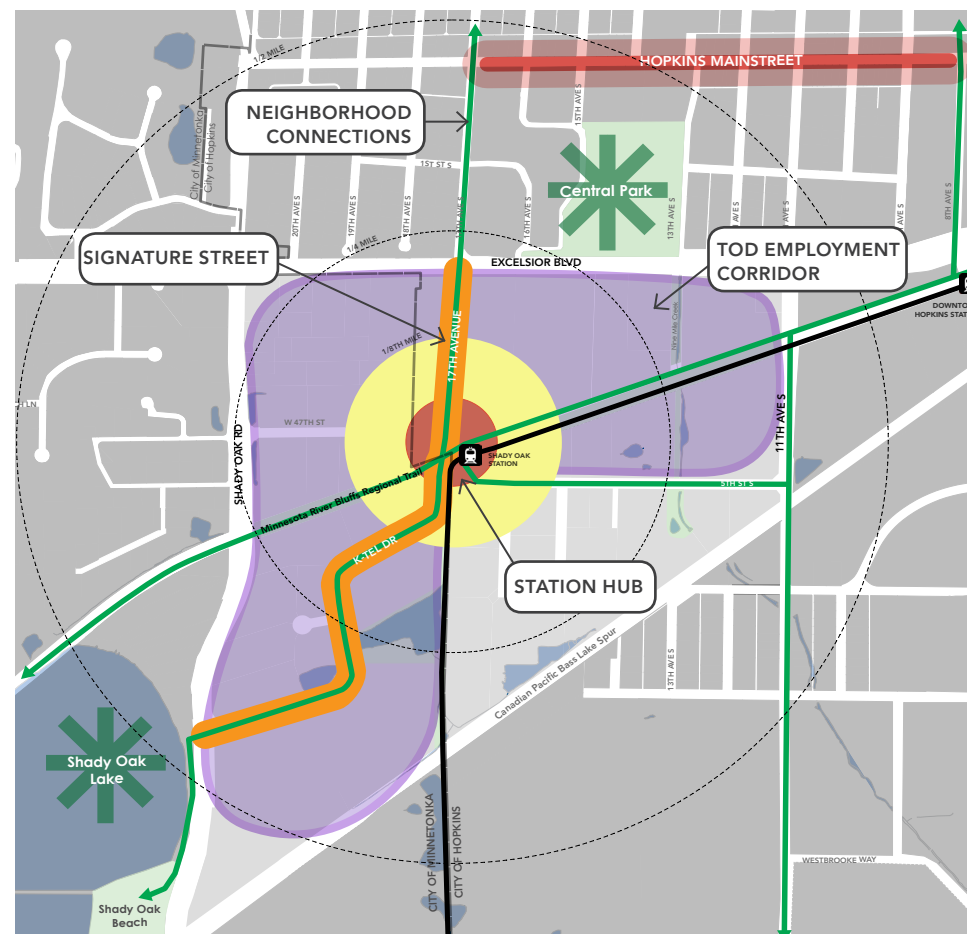 1/2 MILE
HOPKINS MAINSTREET
NEIGHBORHOOD
CONNECTIONS
15TH AVE S
City of Minnetonka
City of Hopkins
1ST ST S
Central Park
20TH AVE S
19TH AVE S
18TH AVE S
16TH AVE S
13TH AVE S
AVE S
AVE S
AVE S
8TH AVE S
1/4 MILE
SIGNATURE STREET
EXCELSIOR BLVD
TOD EMPLOYMENT
CORRIDOR
DOWNTO
HOPKINS STAT
Nine Mile Creek
1/8TH MILE
17TH AVENUE
H LN
W 47TH ST
SHADY OAK RD
11TH AVE S
SHADY OAK
STATION
Minnesota River Bluffs Regional Trail
5TH ST S
K-TEL DR
STATION HUB
Canadian Pacific Bass Lake Spur
13TH AVE S
Shady Oak
Lake
CITY OF MINNETONKA
CITY OF HOPKINS
WESTBROOKE WAY
Shady Oak
Beach